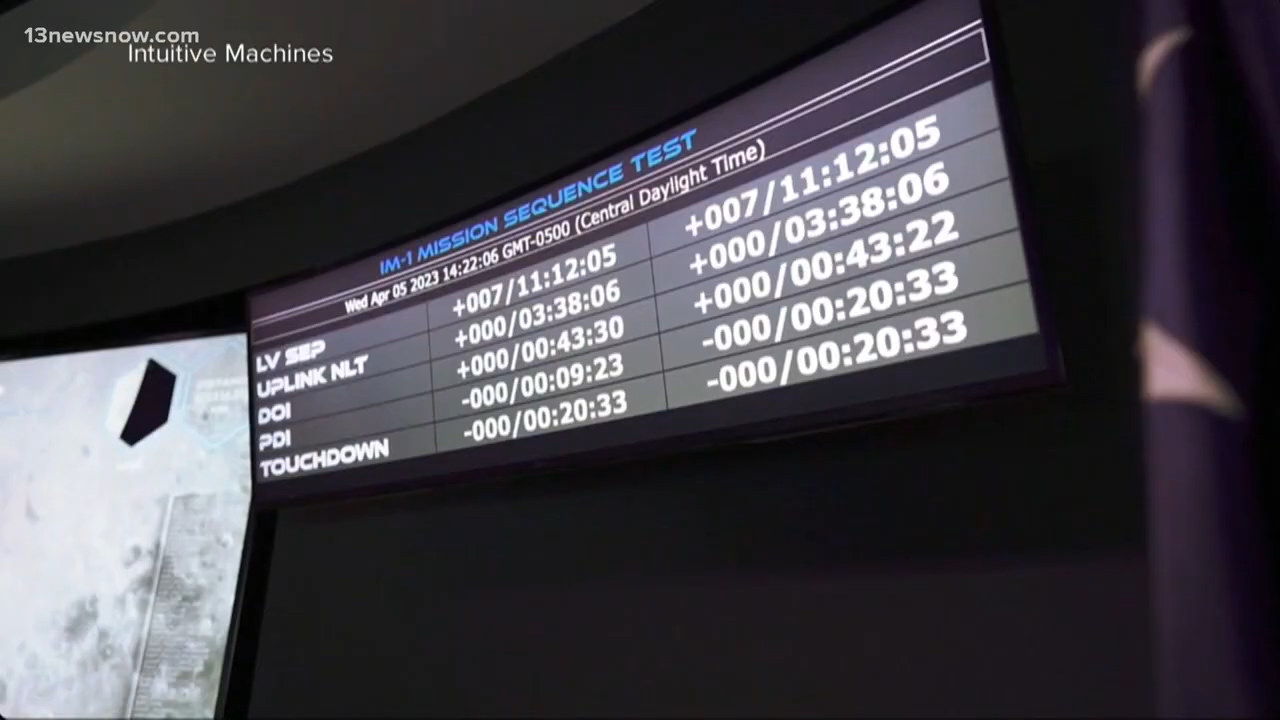 13newsnow.com
Intuitive Machines
IM-1 MISSION SEQUENCE TEST
Wed Apr 05 2023 14:22:06 GMT-0500 (Central Daylight Time)
LV SEP +007/11:12:05 +007/11:12:05
UPLINK NLT +000/03:38:06 +000/03:38:06
DOI +000/00:43:30 +000/00:43:22
PDI -000/00:09:23 -000/00:20:33
TOUCHDOWN -000/00:20:33 -000/00:20:33